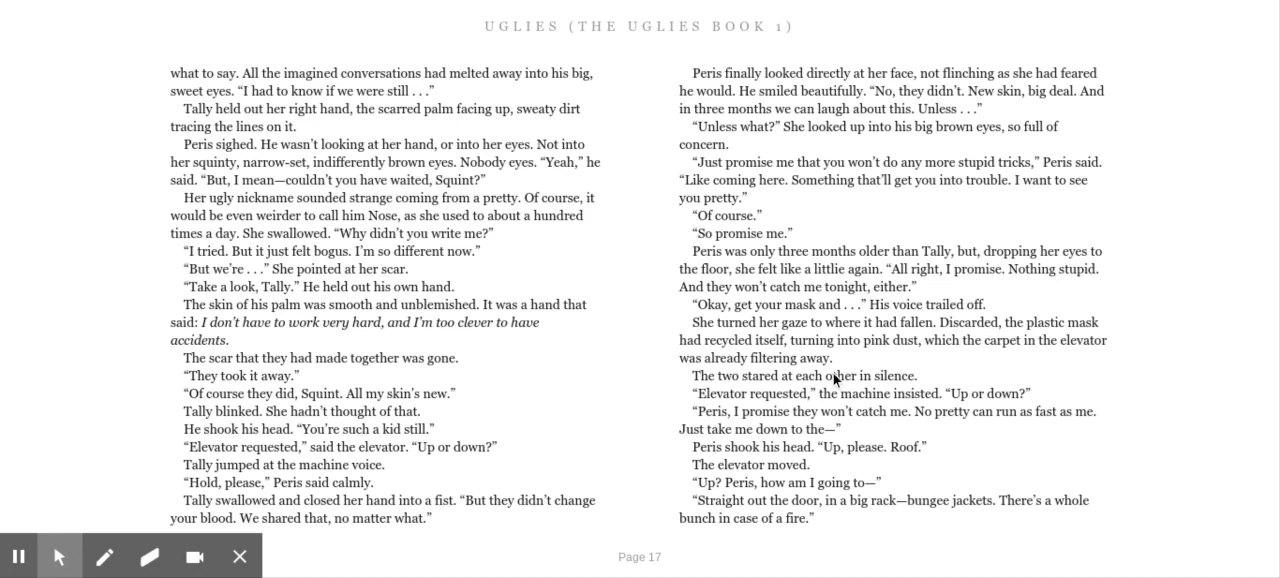 UGLIES (THE UGLIES BOOK 1)
what to say. All the imagined conversations had melted away into his big,
sweet eyes. “I had to know if we were still . . .”
Tally held out her right hand, the scarred palm facing up, sweaty dirt
tracing the lines on it.
Peris sighed. He wasn’t looking at her hand, or into her eyes. Not into
her squinty, narrow-set, indifferently brown eyes. Nobody eyes. “Yeah,” he
said. “But, I mean—couldn’t you have waited, Squint?”
Her ugly nickname sounded strange coming from a pretty. Of course, it
would be even weirder to call him Nose, as she used to about a hundred
times a day. She swallowed. “Why didn’t you write me?”
“I tried. But it just felt bogus. I’m so different now.”
“But we’re . . .” She pointed at her scar.
“Take a look, Tally.” He held out his own hand.
The skin of his palm was smooth and unblemished. It was a hand that
said: I don’t have to work very hard, and I’m too clever to have
accidents.
The scar that they had made together was gone.
“They took it away.”
“Of course they did, Squint. All my skin’s new.”
Tally blinked. She hadn’t thought of that.
He shook his head. “You’re such a kid still.”
“Elevator requested,” said the elevator. “Up or down?”
Tally jumped at the machine voice.
“Hold, please,” Peris said calmly.
Tally swallowed and closed her hand into a fist. “But they didn’t change
your blood. We shared that, no matter what.”
Peris finally looked directly at her face, not flinching as she had feared
he would. He smiled beautifully. “No, they didn’t. New skin, big deal. And
in three months we can laugh about this. Unless . . .”
“Unless what?” She looked up into his big brown eyes, so full of
concern.
“Just promise me that you won’t do any more stupid tricks,” Peris said.
“Like coming here. Something that’ll get you into trouble. I want to see
you pretty.”
“Of course.”
“So promise me.”
Peris was only three months older than Tally, but, dropping her eyes to
the floor, she felt like a littlie again. “All right, I promise. Nothing stupid.
And they won’t catch me tonight, either.”
“Okay, get your mask and . . .” His voice trailed off.
She turned her gaze to where it had fallen. Discarded, the plastic mask
had recycled itself, turning into pink dust, which the carpet in the elevator
was already filtering away.
The two stared at each other in silence.
“Elevator requested,” the machine insisted. “Up or down?”
“Peris, I promise they won’t catch me. No pretty can run as fast as me.
Just take me down to the—”
Peris shook his head. “Up, please. Roof.”
The elevator moved.
“Up? Peris, how am I going to—”
“Straight out the door, in a big rack—bungee jackets. There’s a whole
bunch in case of a fire.”
Page 17